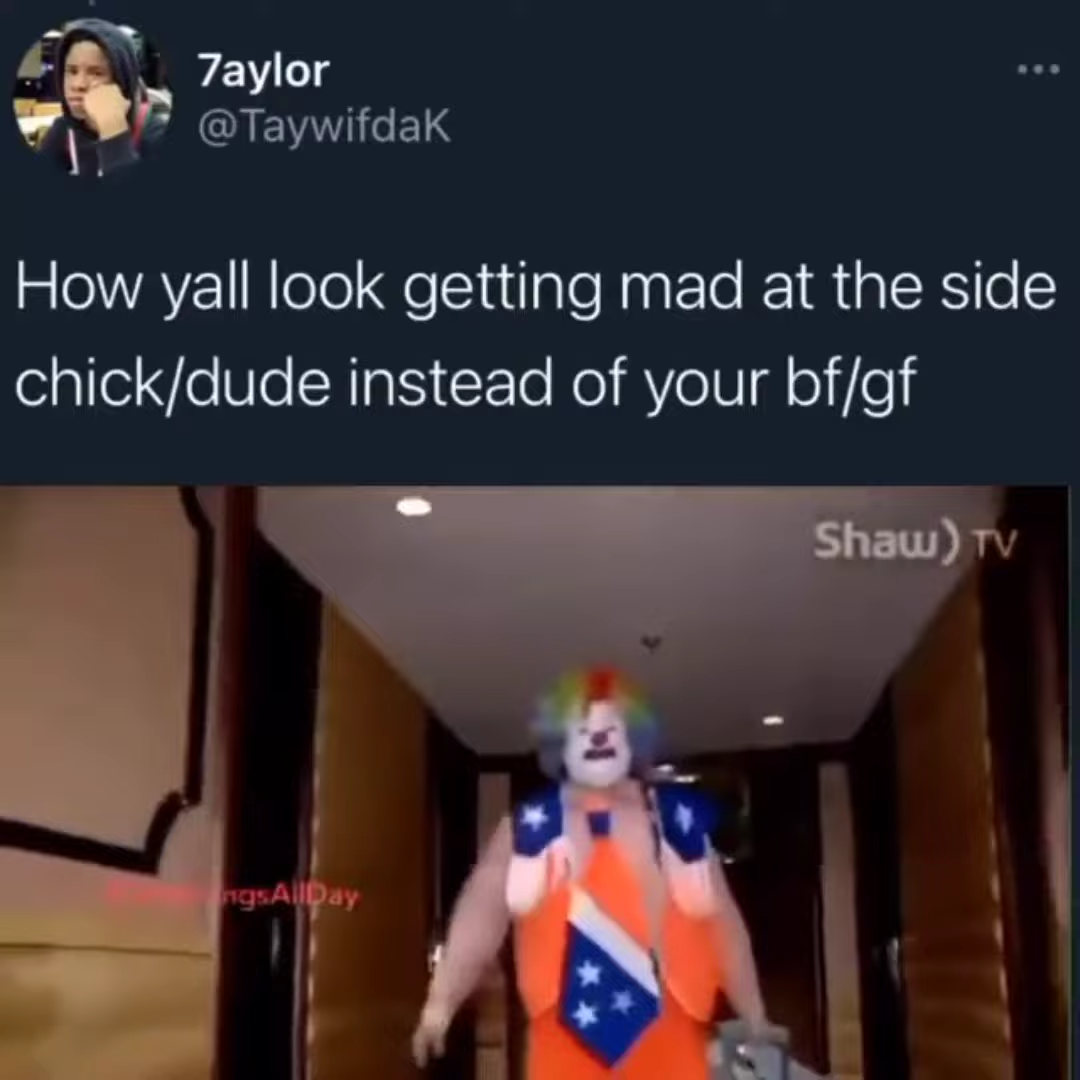 7aylor
@TaywifdaK
How yall look getting mad at the side
chick/dude instead of your bf/gf
Shaw) TV
ngsAllDay